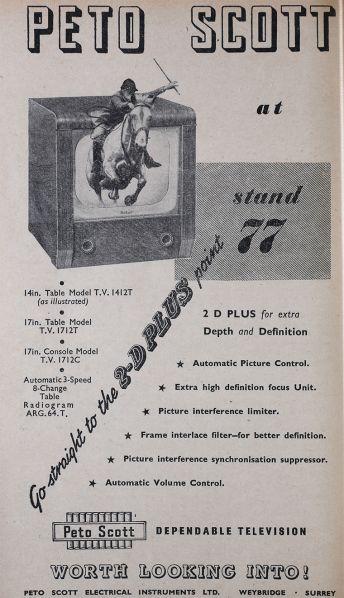 PETO SCOTT
at
stand
77
14in. Table Model T.V. 1412T
(as illustrated)
17in. Table Model
T.V. 1712T
17in. Console Model
T.V. 1712C
Automatic 3-Speed
8-Change
Table
Radiogram
ARG.64.T.
Go straight to the 2-D PLUS point
2 D PLUS for extra
Depth and Definition
★ Automatic Picture Control.
★ Extra high definition focus Unit.
★ Picture interference limiter.
★ Frame interlace filter—for better definition.
★ Picture interference synchronisation suppressor.
★ Automatic Volume Control.
Peto Scott DEPENDABLE TELEVISION
WORTH LOOKING INTO!
PETO SCOTT ELECTRICAL INSTRUMENTS LTD. WEYBRIDGE · SURREY